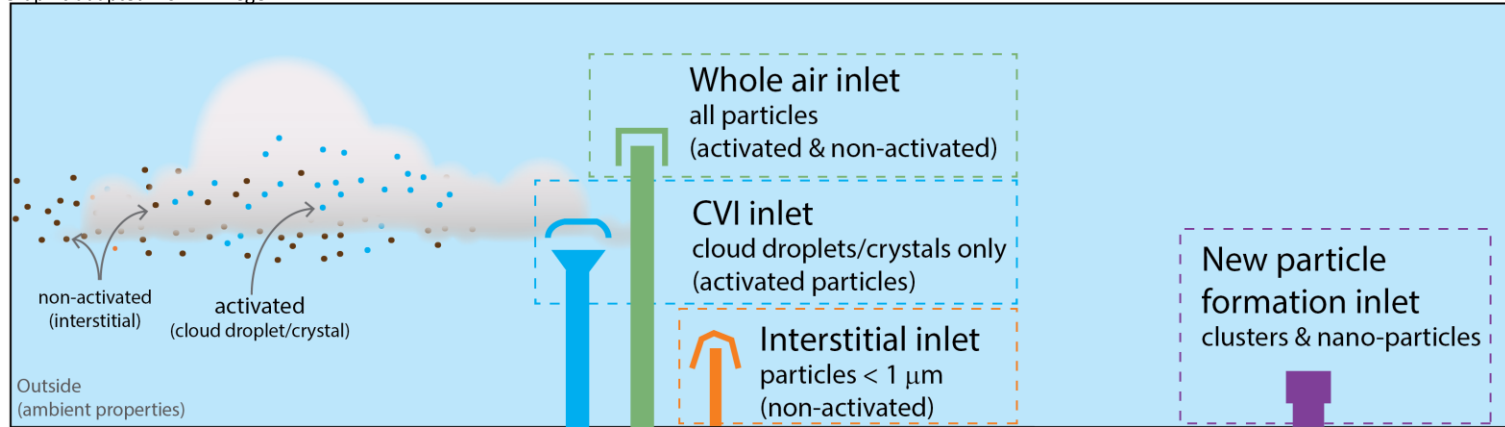 Whole air inlet
all particles
(activated & non-activated)
CVI inlet
cloud droplets/crystals only
(activated particles)
Interstitial inlet
particles < 1 μm
(non-activated)
New particle
formation inlet
clusters & nano-particles
non-activated
(interstitial)
activated
(cloud droplet/crystal)
Outside
(ambient properties)